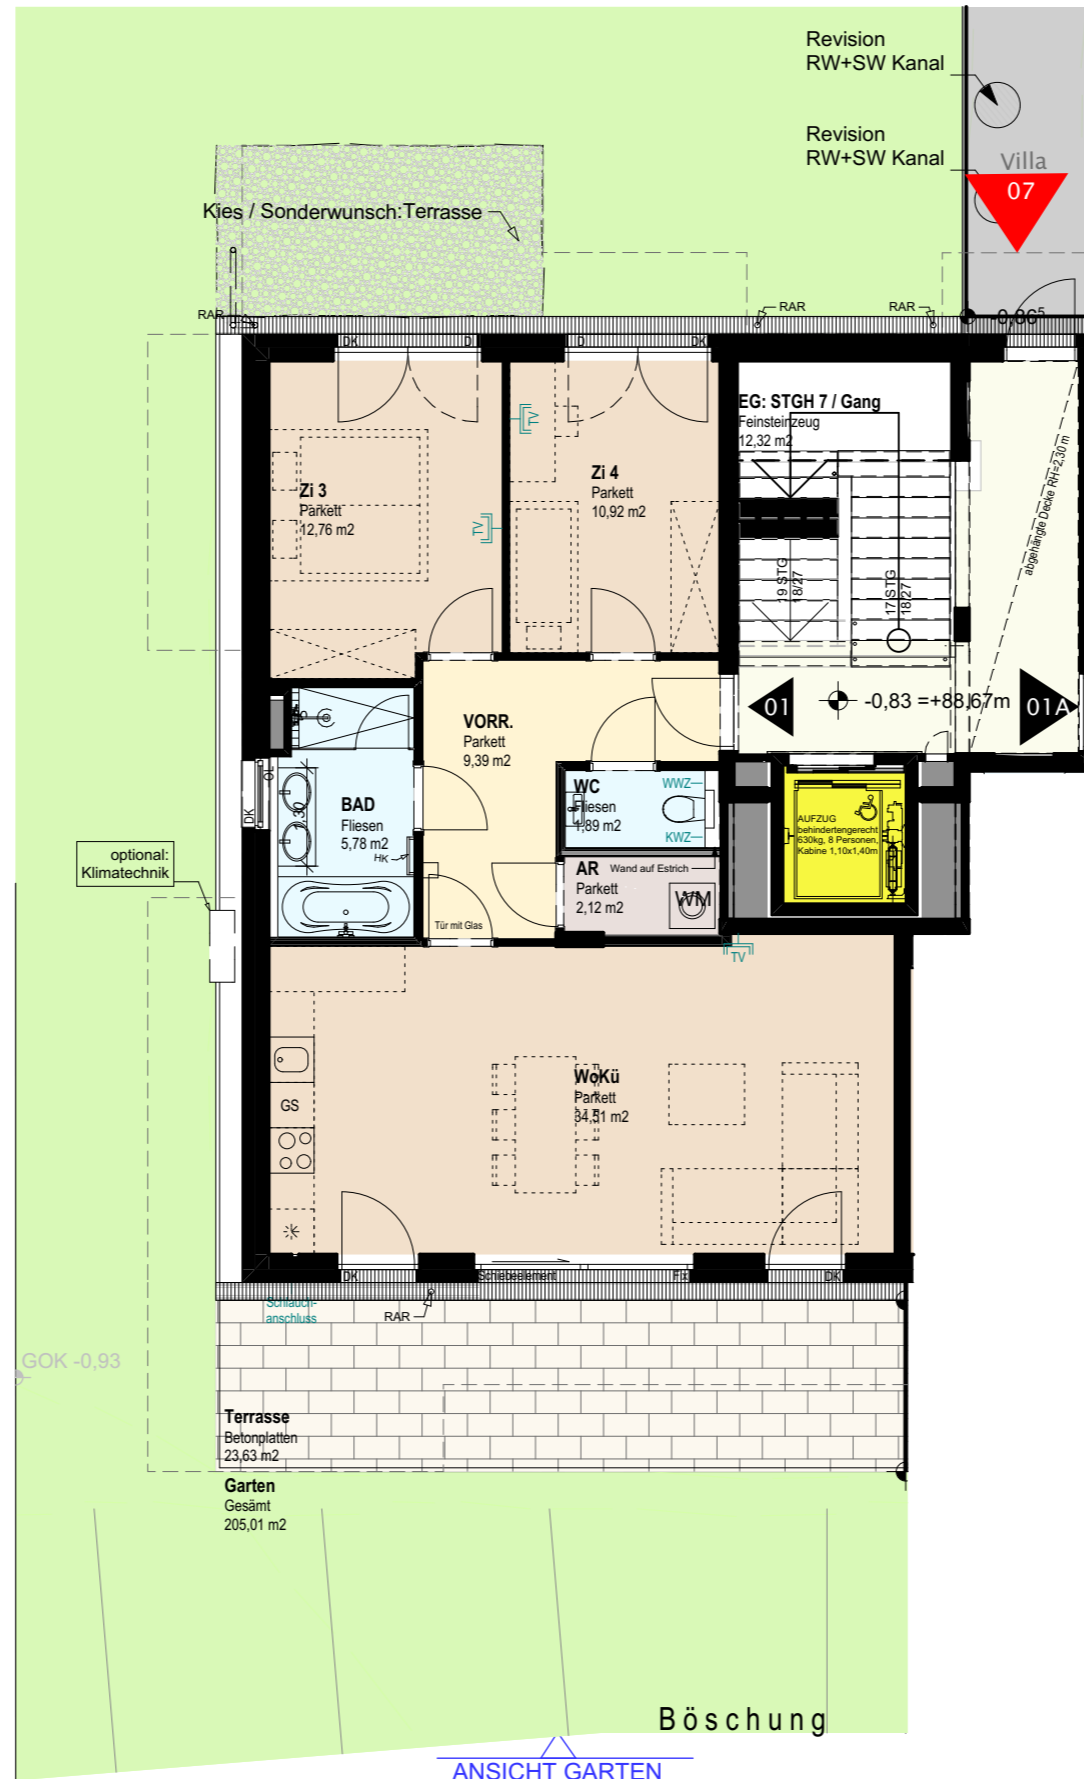 Revision
RW+SW Kanal
Revision
RW+SW Kanal
Villa
07
Kies / Sonderwunsch:Terrasse
RAR
RAR
RAR
-0,86⁵
DK
D
D
DK
EG: STGH 7 / Gang
Feinsteinzeug
12,32 m2
TV
Zi 4
Parkett
10,92 m2
Zi 3
Parkett
12,76 m2
TV
abgehängte Decke RH=2,30 m
19 STG
18/27
17 STG
18/27
01
-0,83 =+88,67m
01A
VORR.
Parkett
9,39 m2
OL
DK
1,30
BAD
Fliesen
5,78 m2
HK
WC
Fliesen
1,89 m2
WWZ
KWZ
AUFZUG
behindertengerecht
630kg, 8 Personen,
Kabine 1,10x1,40m
optional:
Klimatechnik
AR
Wand auf Estrich
Parkett
2,12 m2
WM
Tür mit Glas
TV
WoKü
Parkett
34,51 m2
GS
DK
Schiebeelement
Fix
DK
Schlauch-
anschluss
RAR
GOK -0,93
Terrasse
Betonplatten
23,63 m2
Garten
Gesamt
205,01 m2
Böschung
ANSICHT GARTEN